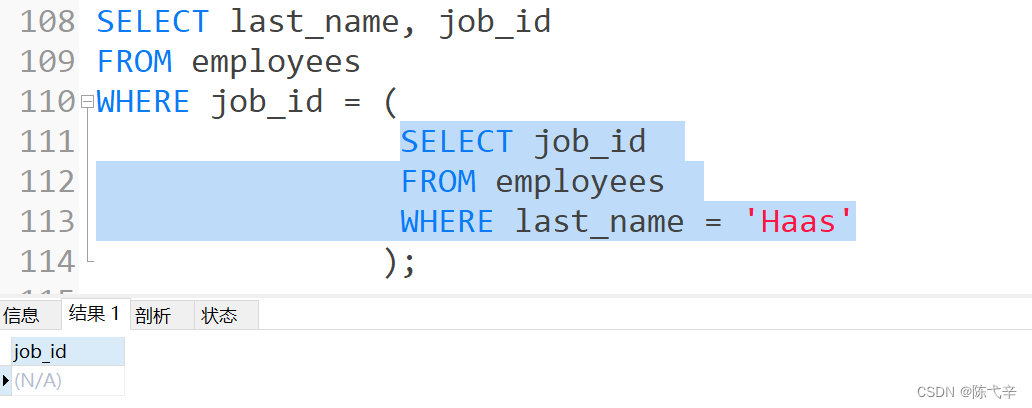 108 SELECT last_name, job_id
109 FROM employees
110 WHERE job_id = (
111 SELECT job_id
112 FROM employees
113 WHERE last_name = 'Haas'
114 );
信息 结果 1 剖析 状态
job_id
(N/A)
CSDN @陈弋辛